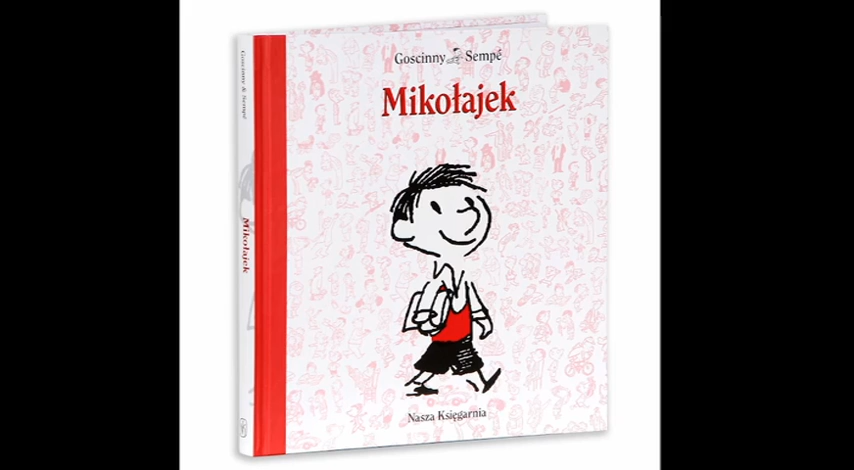 Goscinny & Sempé
Mikołajek
Goscinny Sempé
Mikołajek
Nasza Księgarnia